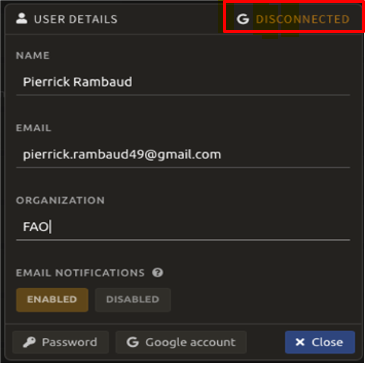 USER DETAILS
DISCONNECTED
NAME
Pierrick Rambaud
EMAIL
pierrick.rambaud49@gmail.com
ORGANIZATION
FAO
EMAIL NOTIFICATIONS ?
ENABLED
DISABLED
Password
Google account
Close